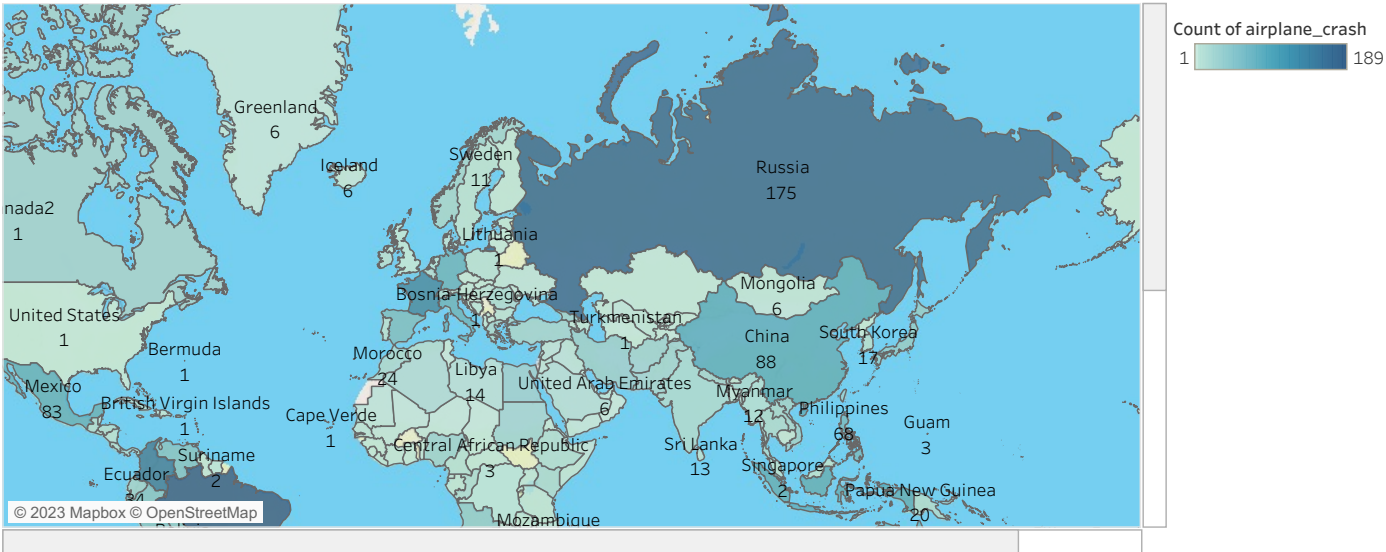 Count of airplane_crash
1 189
Greenland
6
Iceland
6
Sweden
11
Russia
175
nada2
1
Lithuania
1
Bosnia-Herzegovina
1
Mongolia
6
United States
1
Turkmenistan
1
China
88
South Korea
17
Bermuda
1
Morocco
24
Libya
14
United Arab Emirates
6
Mexico
83
British Virgin Islands
1
Cape Verde
1
Myanmar
12
Philippines
68
Guam
3
Central African Republic
3
Sri Lanka
13
Suriname
2
Ecuador
Singapore
2
Papua New Guinea
20
Mozambique
© 2023 Mapbox © OpenStreetMap